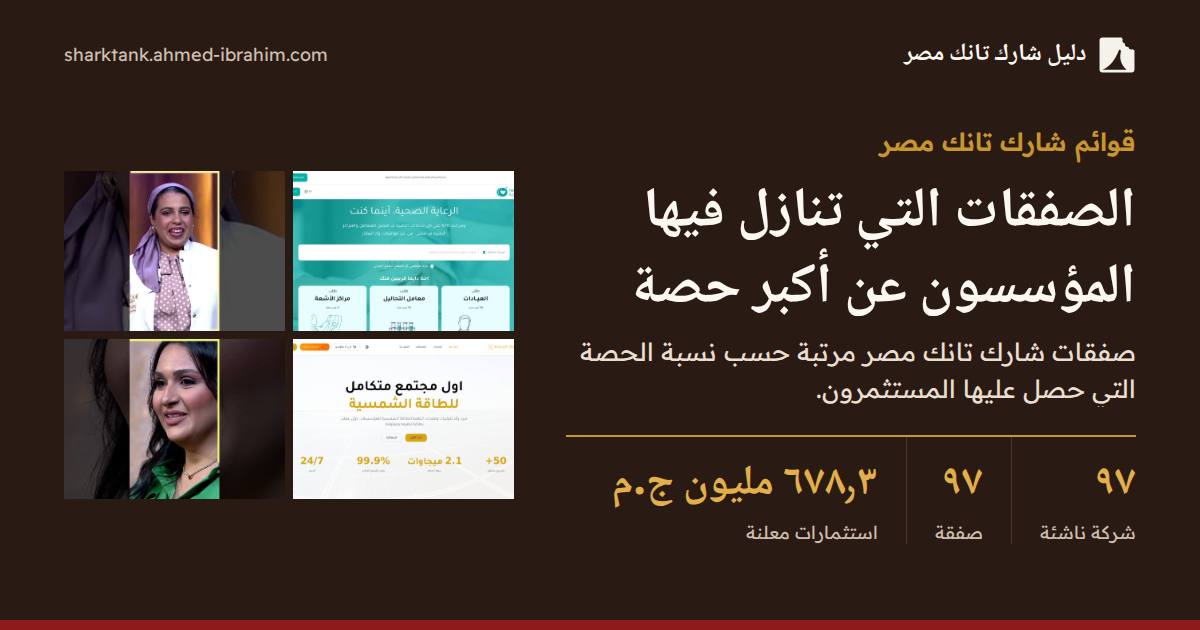 دليل شارك تانك مصر
sharktank.ahmed-ibrahim.com
قوائم شارك تانك مصر
الصفقات التي تنازل فيها
المؤسسون عن أكبر حصة
صفقات شارك تانك مصر مرتبة حسب نسبة الحصة
التي حصل عليها المستثمرون.
٩٧
شركة ناشئة
٩٧
صفقة
٦٧٨٫٣ مليون ج.م
استثمارات معلنة
الرعاية الصحية. أينما كنت
العيادات
معامل التحاليل
مراكز الأشعة
اول مجتمع متكامل
للطاقة الشمسية
50+
2.1 ميجاوات
99.9%
24/7